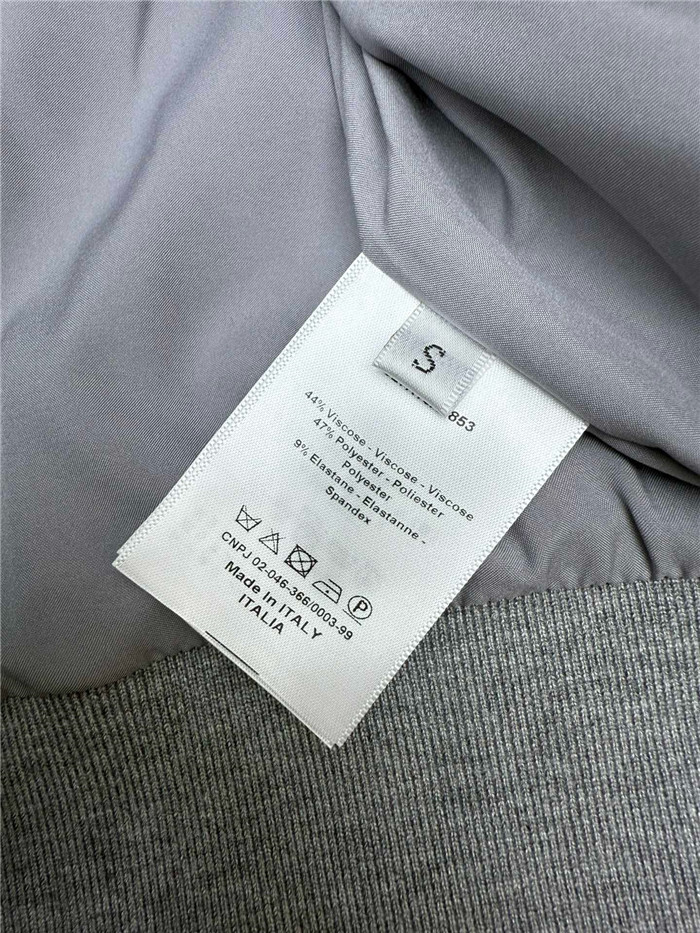 S
853
44% Viscose - Viscose - Viscose
47% Polyester - Poliester
Polyester
9% Elastane - Elastanne -
Spandex
P
CNPJ 02-046-366/0003-99
Made In ITALY
ITALIA